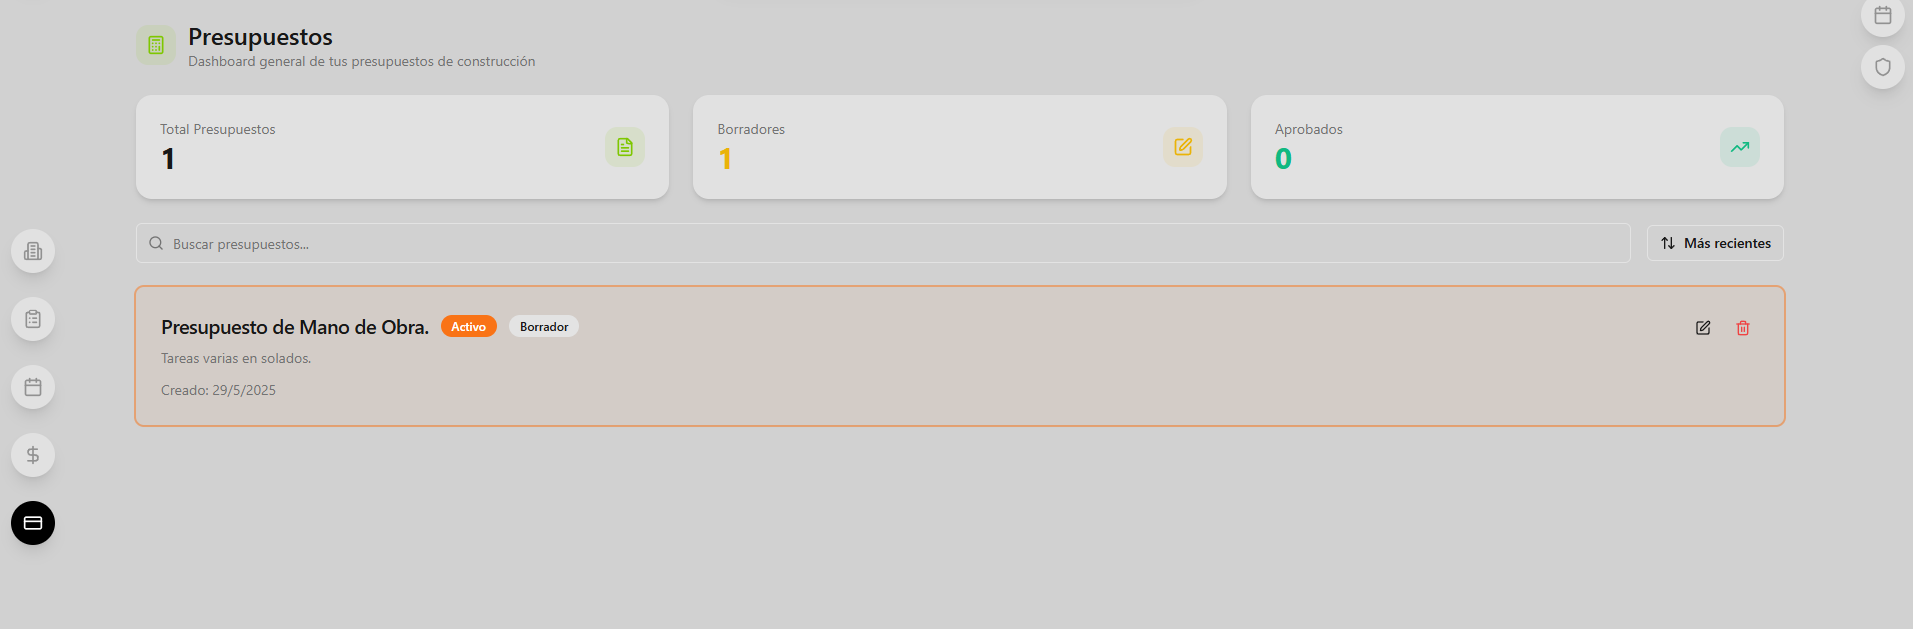 Presupuestos
Dashboard general de tus presupuestos de construcción
Total Presupuestos
1
Borradores
1
Aprobados
0
Buscar presupuestos...
Más recientes
Presupuesto de Mano de Obra.
Activo
Borrador
Tareas varias en solados.
Creado: 29/5/2025